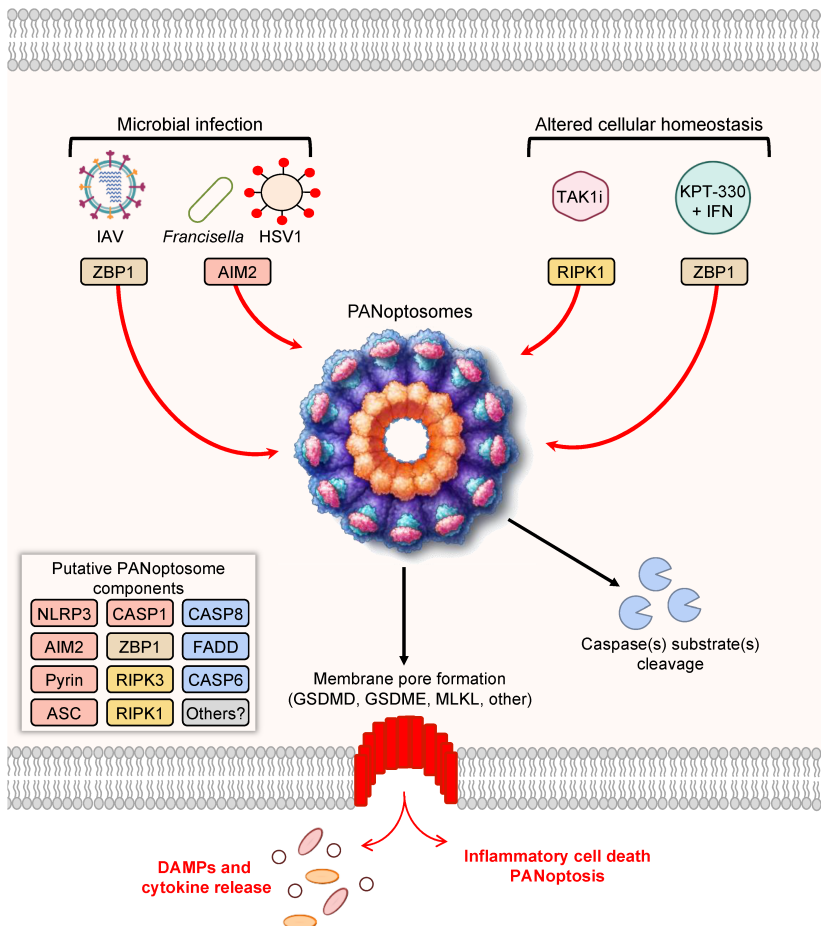 Microbial infection
Altered cellular homeostasis
TAK1i
KPT-330
+ IFN
IAV
Francisella
HSV1
ZBP1
AIM2
RIPK1
ZBP1
PANoptosomes
Putative PANoptosome
components
NLRP3
CASP1
CASP8
AIM2
ZBP1
FADD
Pyrin
RIPK3
CASP6
ASC
RIPK1
Others?
Caspase(s) substrate(s)
cleavage
Membrane pore formation
(GSDMD, GSDME, MLKL, other)
DAMPs and
cytokine release
Inflammatory cell death
PANoptosis